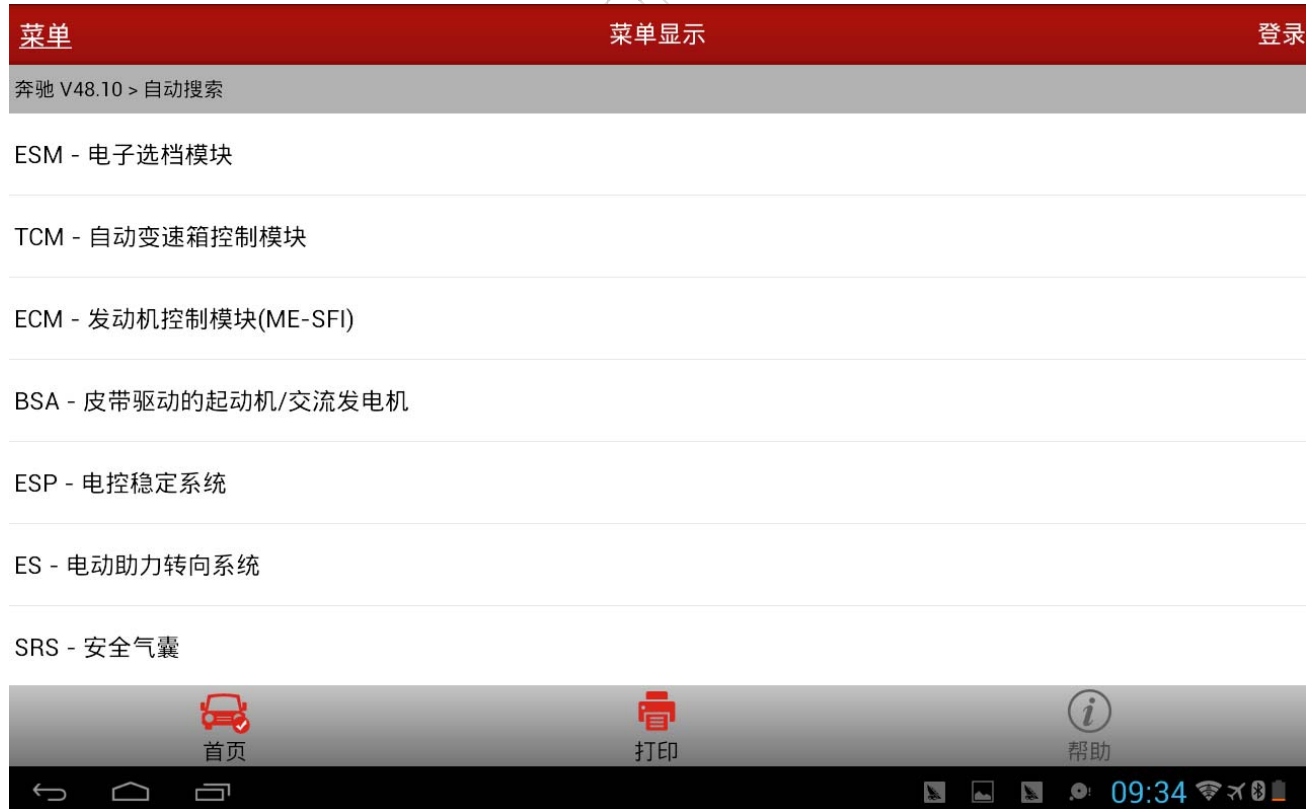 菜单 菜单显示 登录
奔驰 V48.10 > 自动搜索
ESM - 电子选档模块
TCM - 自动变速箱控制模块
ECM - 发动机控制模块(ME-SFI)
BSA - 皮带驱动的起动机/交流发电机
ESP - 电控稳定系统
ES - 电动助力转向系统
SRS - 安全气囊
首页 打印 帮助
09:34